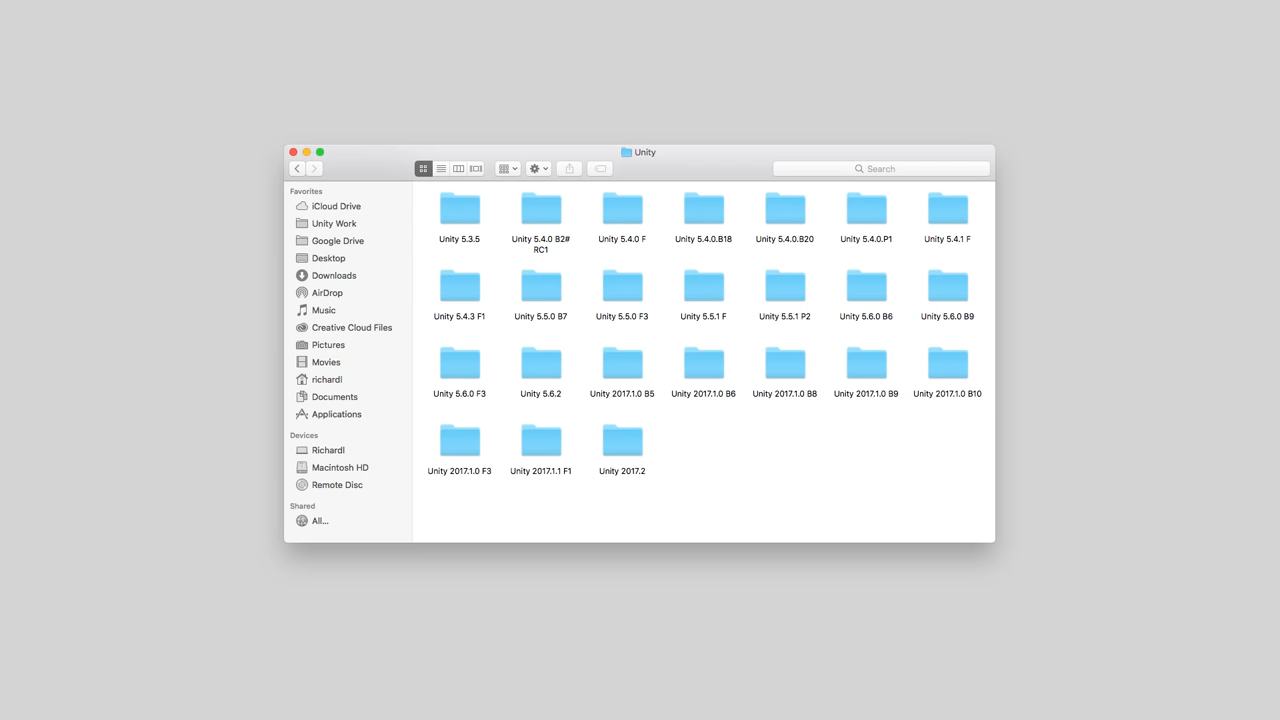 Unity
Search
Favorites
iCloud Drive
Unity Work
Google Drive
Desktop
Downloads
AirDrop
Music
Creative Cloud Files
Pictures
Movies
richardl
Documents
Applications
Devices
Richardl
Macintosh HD
Remote Disc
Shared
All...
Unity 5.3.5
Unity 5.4.0 B2#
RC1
Unity 5.4.0 F
Unity 5.4.0.B18
Unity 5.4.0.B20
Unity 5.4.0.P1
Unity 5.4.1 F
Unity 5.4.3 F1
Unity 5.5.0 B7
Unity 5.5.0 F3
Unity 5.5.1 F
Unity 5.5.1 P2
Unity 5.6.0 B6
Unity 5.6.0 B9
Unity 5.6.0 F3
Unity 5.6.2
Unity 2017.1.0 B5
Unity 2017.1.0 B6
Unity 2017.1.0 B8
Unity 2017.1.0 B9
Unity 2017.1.0 B10
Unity 2017.1.0 F3
Unity 2017.1.1 F1
Unity 2017.2